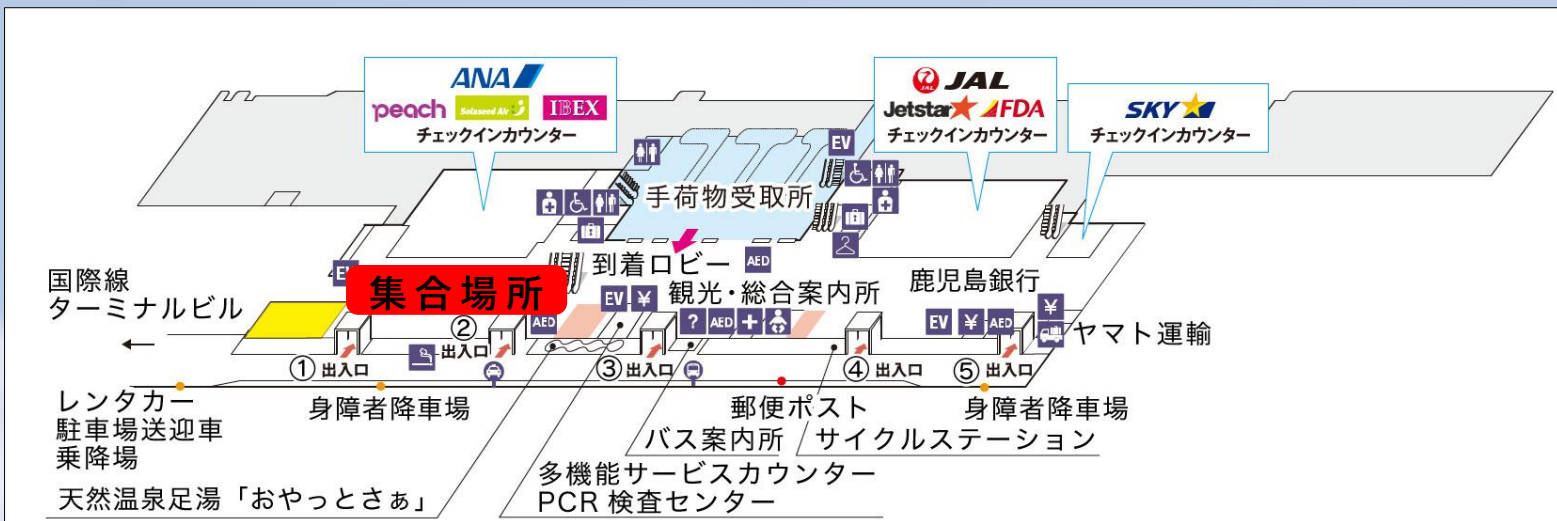 ANA
peach Solaseed Air IBEX
チェックインカウンター
JAL
JAL
Jetstar FDA
チェックインカウンター
SKY
チェックインカウンター
EV
手荷物受取所
到着ロビー AED
国際線
ターミナルビル
集合場所
EV ¥
観光・総合案内所
鹿児島銀行
¥
AED
? AED
EV ¥ AED
ヤマト運輸
① 出入口
② 出入口
③ 出入口
④ 出入口
⑤ 出入口
レンタカー
駐車場送迎車
乗降場
身障者降車場
郵便ポスト
身障者降車場
バス案内所
サイクルステーション
多機能サービスカウンター
PCR 検査センター
天然温泉足湯「おやっとさぁ」